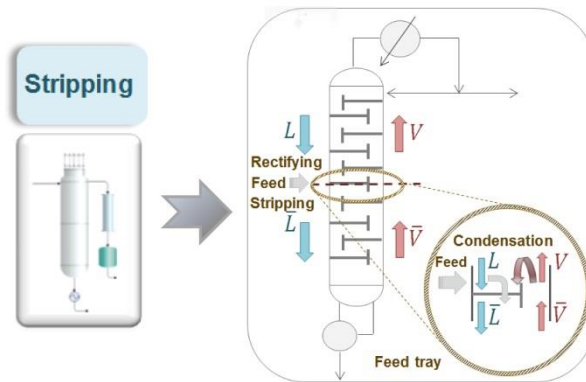 Stripping
L
V
Rectifying
Feed
Stripping
L̄
V̄
Condensation
Feed
L
V
L̄
V̄
Feed tray